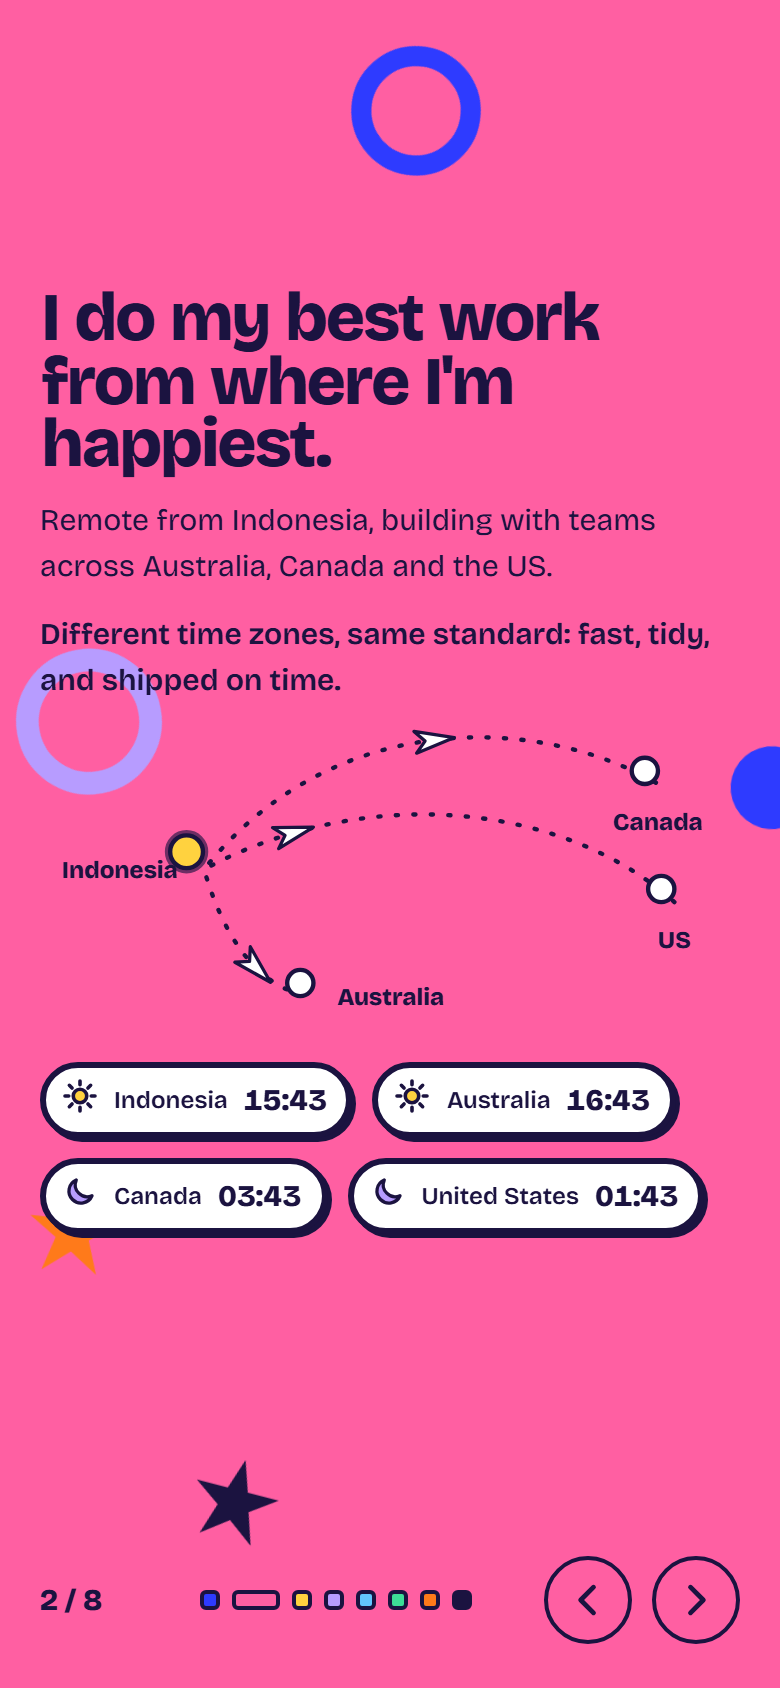 I do my best work
from where I'm
happiest.
Remote from Indonesia, building with teams
across Australia, Canada and the US.
Different time zones, same standard: fast, tidy,
and shipped on time.
Canada
Indonesia
US
Australia
Indonesia 15:43
Australia 16:43
Canada 03:43
United States 01:43
2 / 8